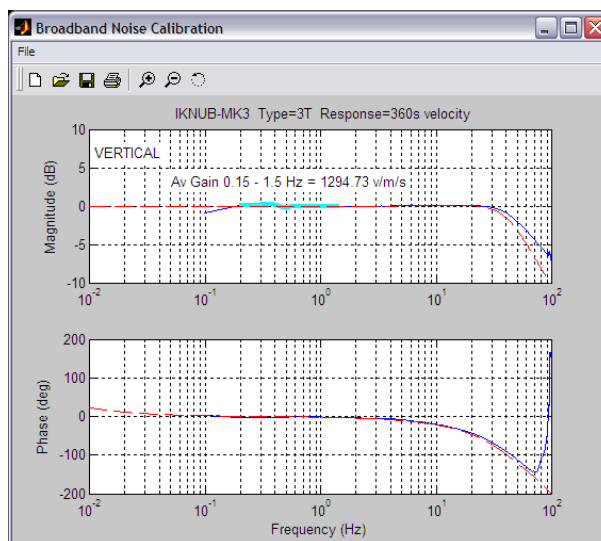 Broadband Noise Calibration
File
IKNUB-MK3 Type=3T Response=360s velocity
10
5
0
-5
-10
Magnitude (dB)
VERTICAL
Av Gain 0.15 - 1.5 Hz = 1294.73 v/m/s
10^-2
10^-1
10^0
10^1
10^2
200
100
0
-100
-200
Phase (deg)
10^-2
10^-1
10^0
10^1
10^2
Frequency (Hz)